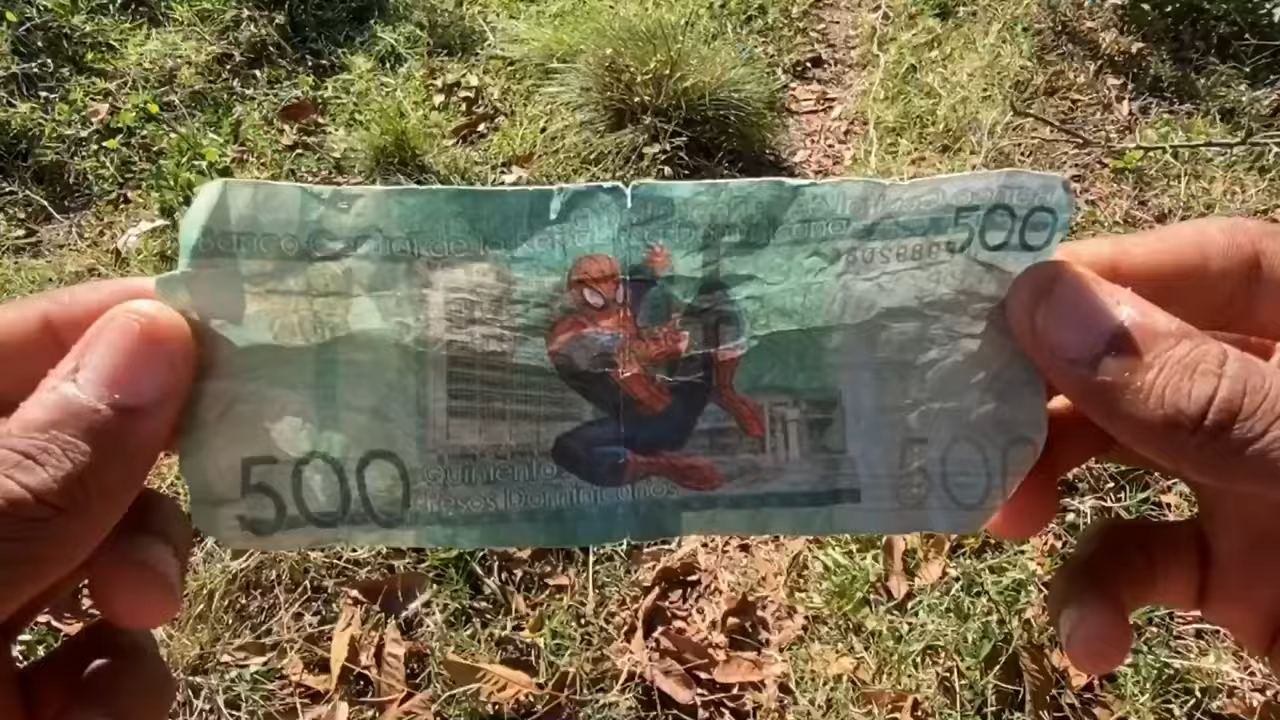 Banco Central de la República Dominicana
500
500
Quinientos
Pesos Dominicanos
500